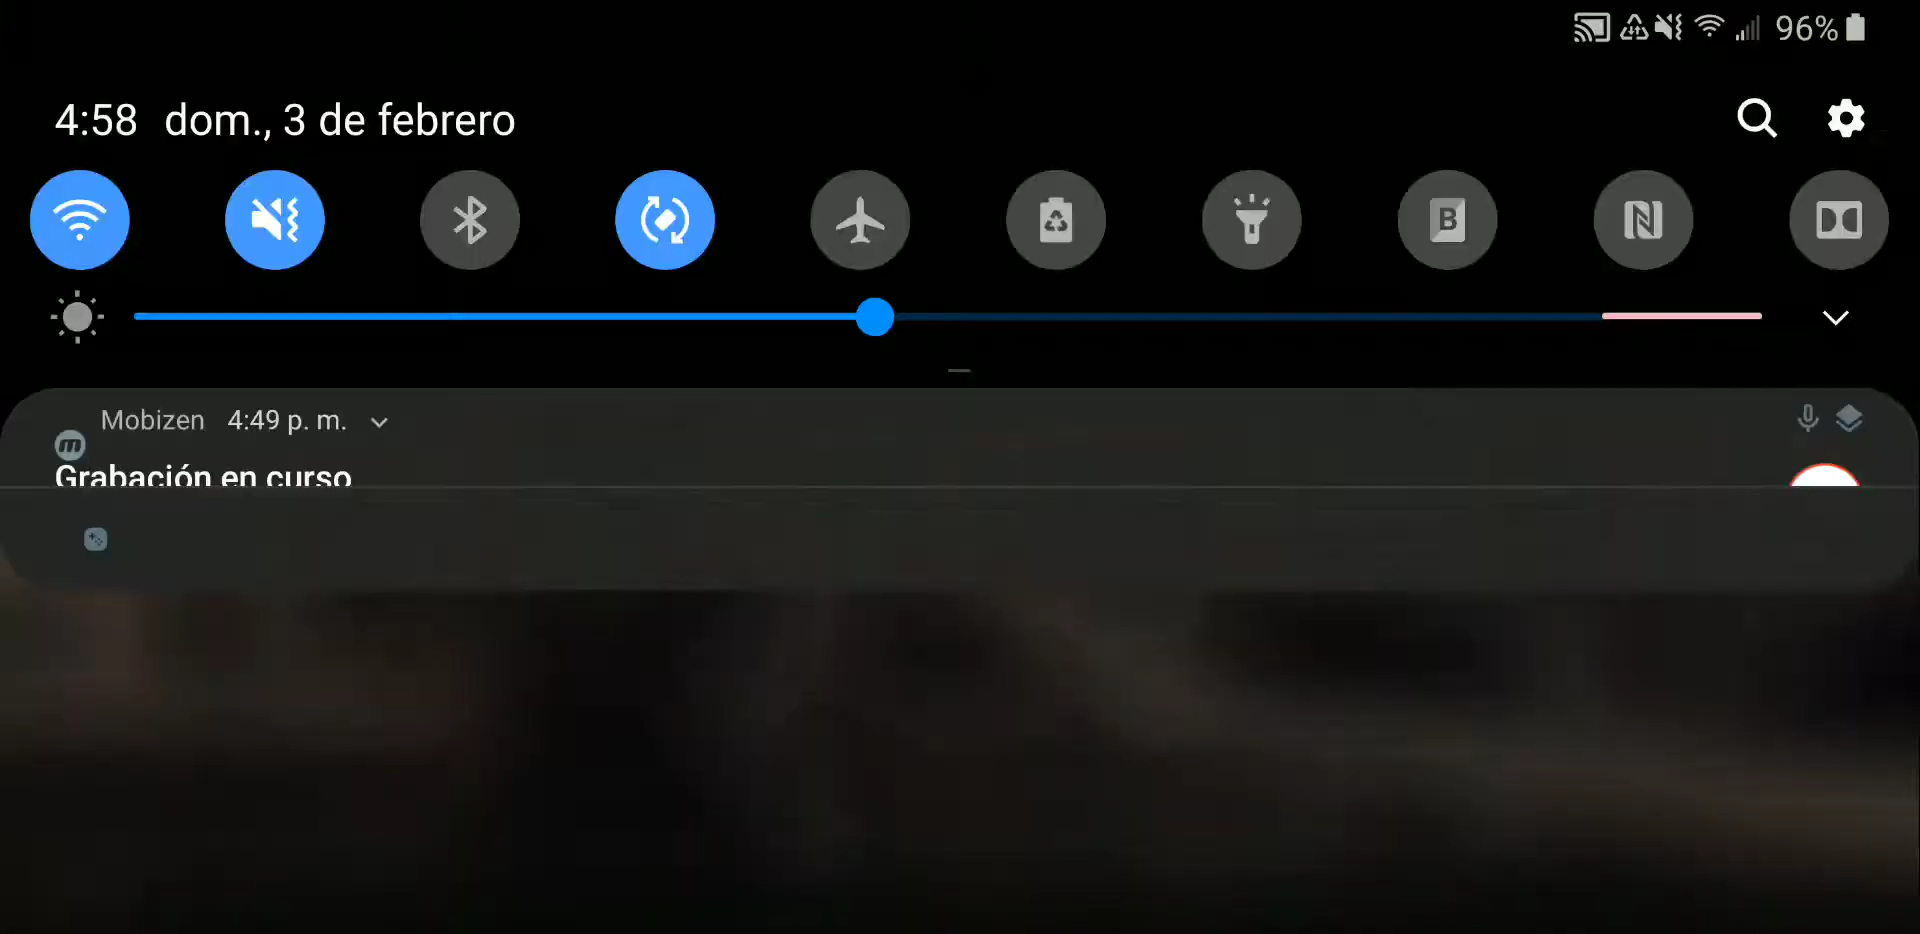 96%
4:58 dom., 3 de febrero
B
Mobizen 4:49 p. m.
m
Grabación en curso